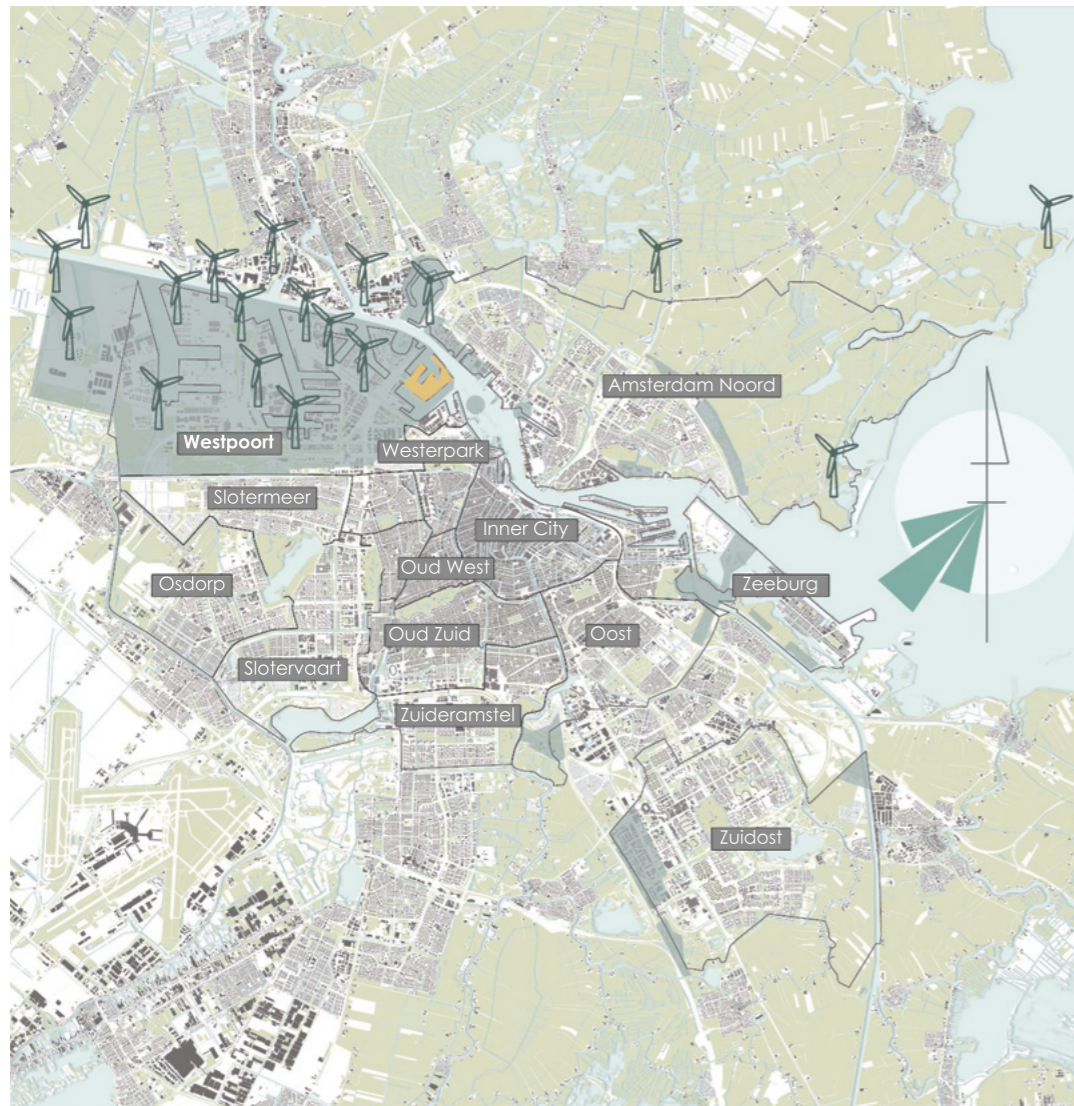 Amsterdam Noord
Westpoort
Westerpark
Slotermeer
Inner City
Oud West
Osdorp
Zeeburg
Oud Zuid
Oost
Slotervaart
Zuideramstel
Zuidost